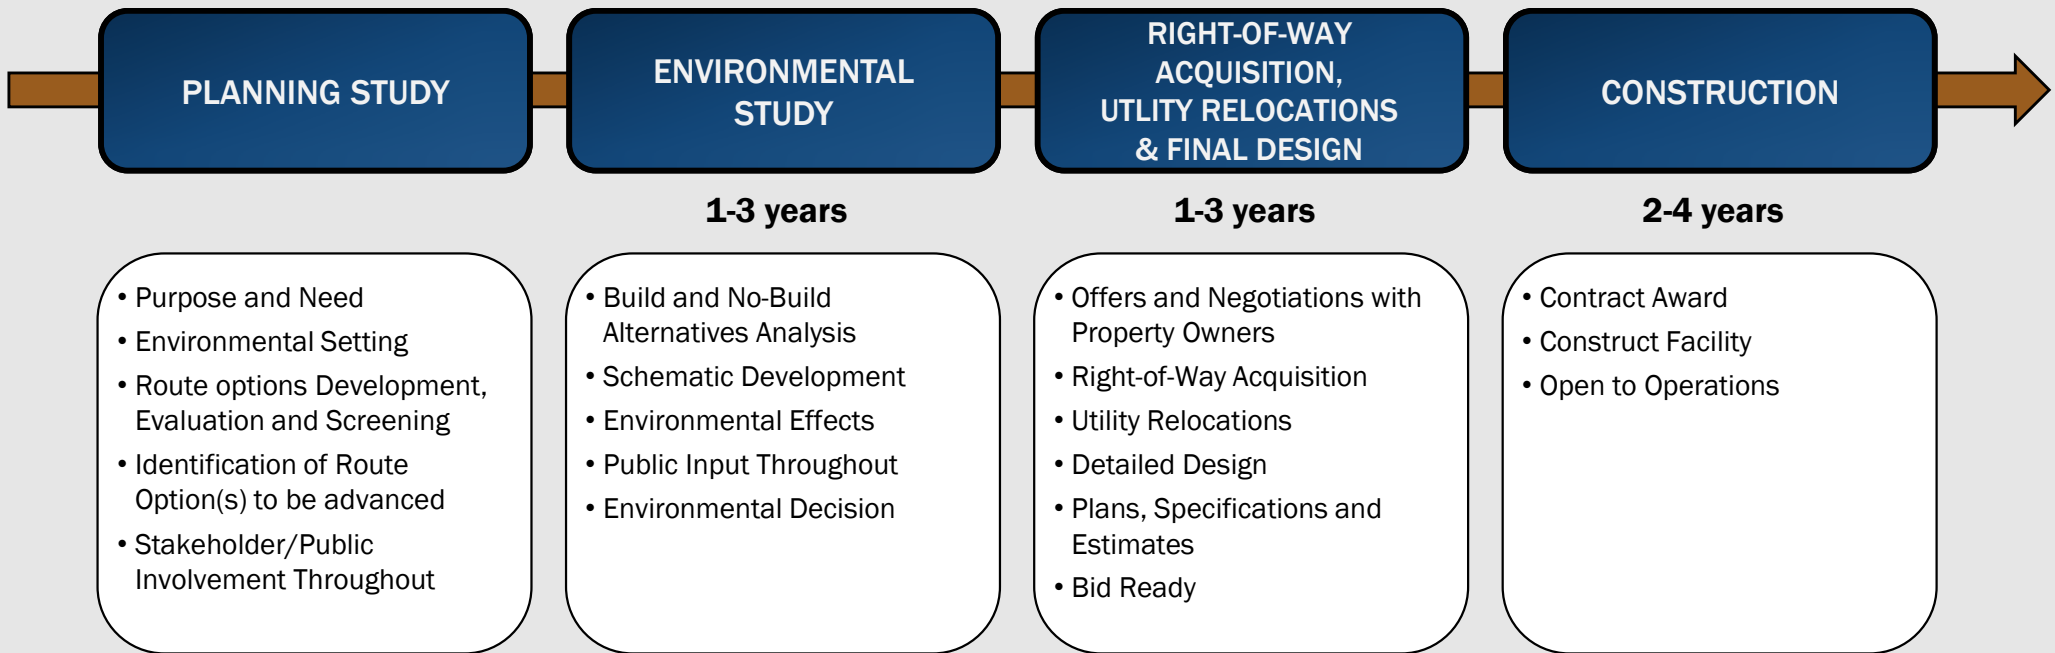 PLANNING STUDY
ENVIRONMENTAL
STUDY
RIGHT-OF-WAY
ACQUISITION,
UTLITY RELOCATIONS
& FINAL DESIGN
CONSTRUCTION
1-3 years
1-3 years
2-4 years
• Purpose and Need
• Environmental Setting
• Route options Development,
Evaluation and Screening
• Identification of Route
Option(s) to be advanced
• Stakeholder/Public
Involvement Throughout
• Build and No-Build
Alternatives Analysis
• Schematic Development
• Environmental Effects
• Public Input Throughout
• Environmental Decision
• Offers and Negotiations with
Property Owners
• Right-of-Way Acquisition
• Utility Relocations
• Detailed Design
• Plans, Specifications and
Estimates
• Bid Ready
• Contract Award
• Construct Facility
• Open to Operations